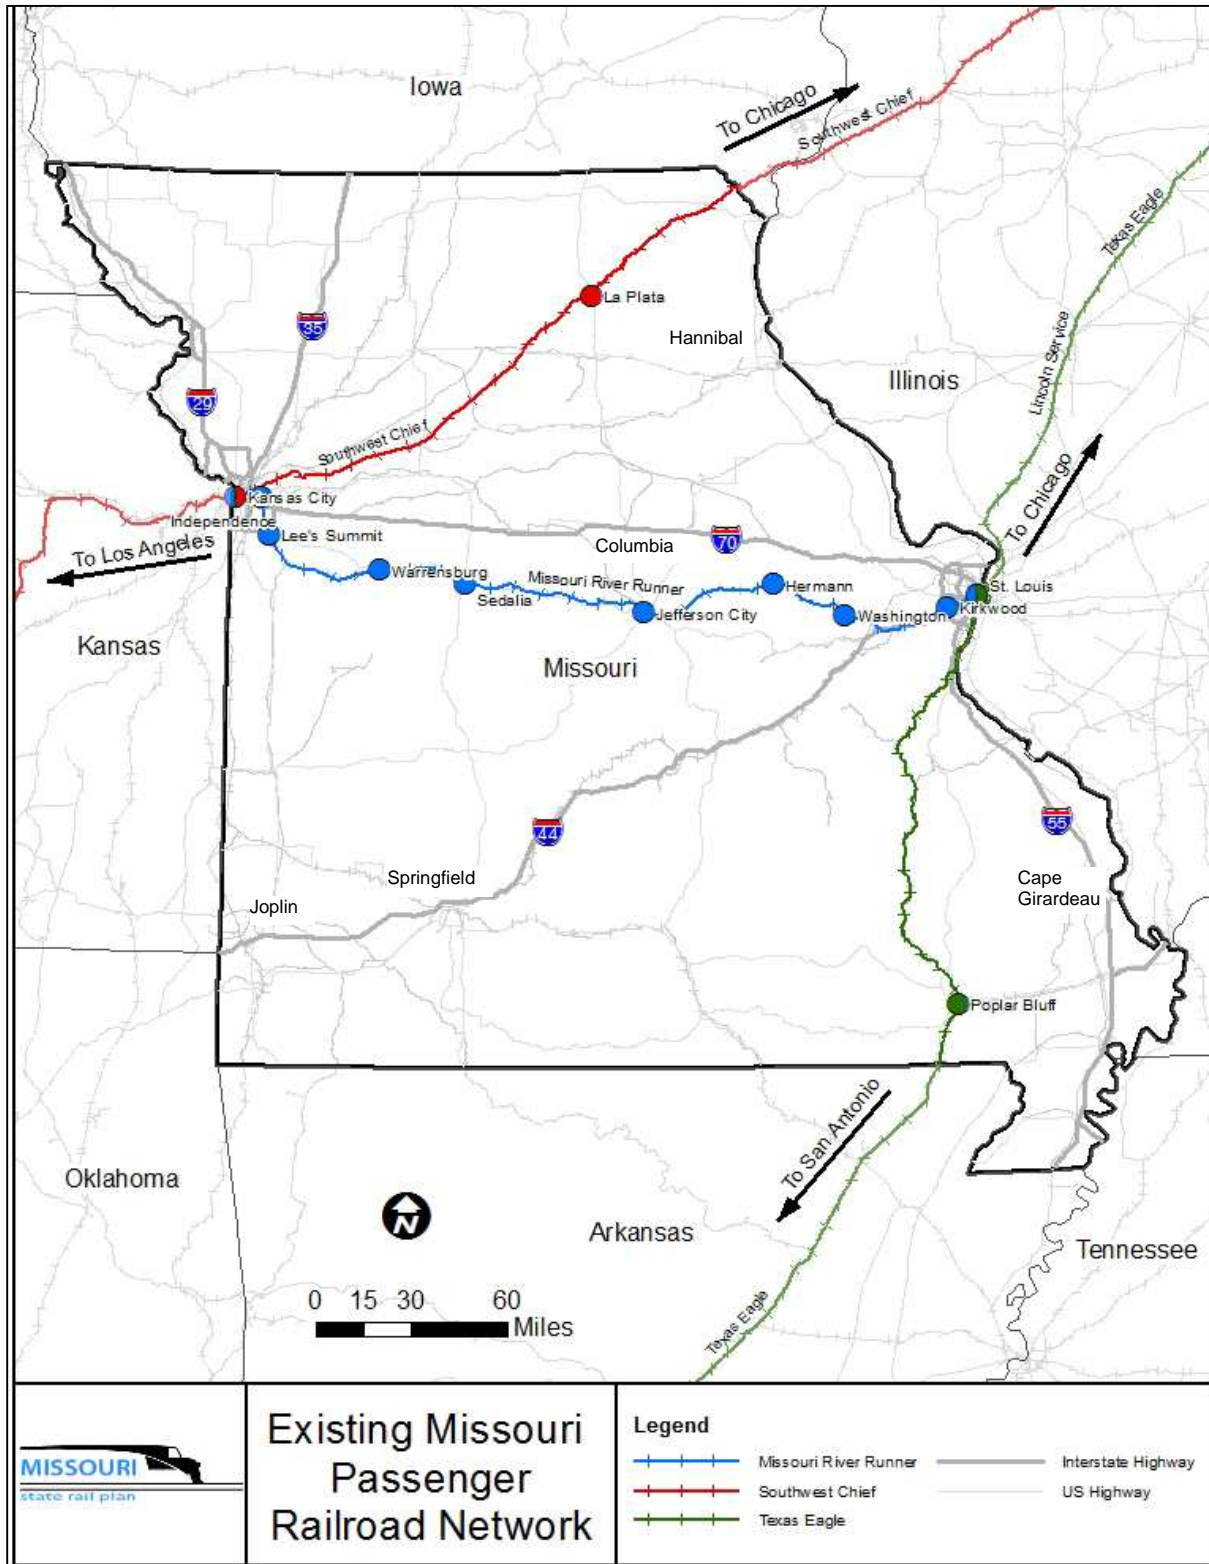 Iowa
To Chicago
Southwest Chief
Texas Eagle
La Plata
35
Hannibal
Illinois
Lincoln Service
29
Southwest Chief
To Chicago
Kansas City
Independence
Lee's Summit
To Los Angeles
Columbia
70
Warrensburg
Missouri River Runner
Hermann
St. Louis
Sedalia
Jefferson City
Washington
Kirkwood
Kansas
Missouri
44
55
Springfield
Cape
Girardeau
Joplin
Poplar Bluff
To San Antonio
Oklahoma
N
Arkansas
Tennessee
0 15 30 60
Miles
Texas Eagle
MISSOURI
state rail plan
Existing Missouri
Passenger
Railroad Network
Legend
Missouri River Runner
Southwest Chief
Texas Eagle
Interstate Highway
US Highway